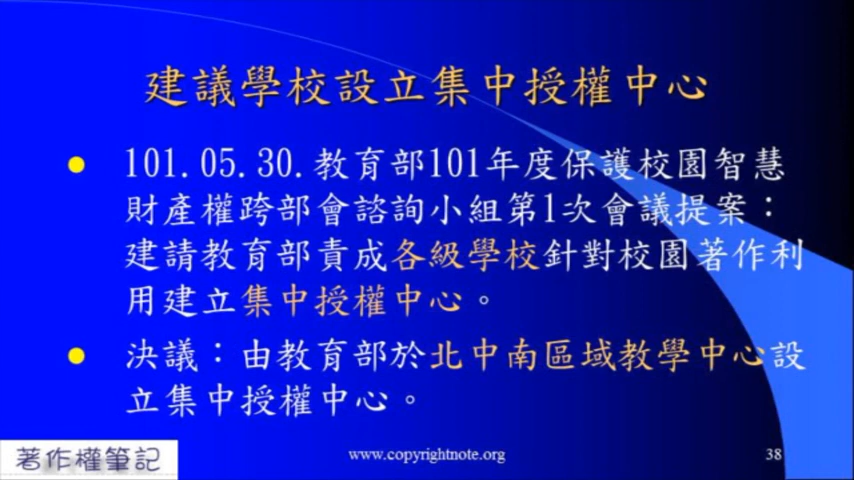 建議學校設立集中授權中心
101.05.30.教育部101年度保護校園智慧
財產權跨部會諮詢小組第1次會議提案：
建請教育部責成各級學校針對校園著作利
用建立集中授權中心。
決議：由教育部於北中南區域教學中心設
立集中授權中心。
著作權筆記
www.copyrightnote.org
38